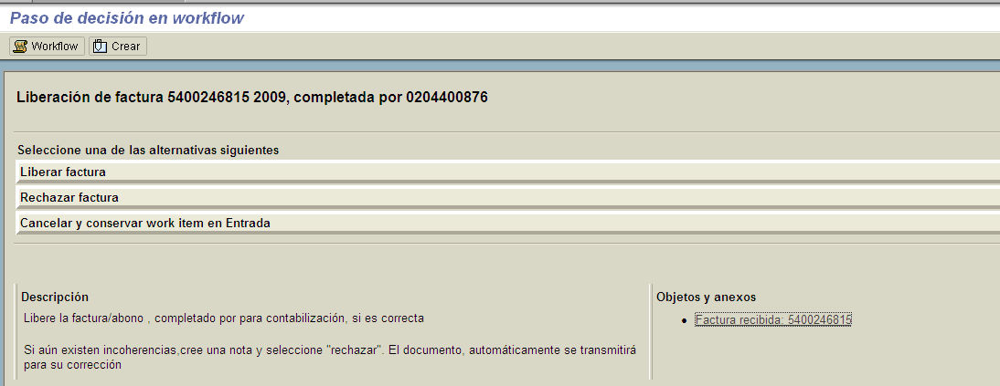 Paso de decisión en workflow
Workflow Crear
Liberación de factura 5400246815 2009, completada por 0204400876
Seleccione una de las alternativas siguientes
Liberar factura
Rechazar factura
Cancelar y conservar work item en Entrada
Descripción
Libere la factura/abono , completado por para contabilización, si es correcta
Si aún existen incoherencias,cree una nota y seleccione "rechazar". El documento, automáticamente se transmitirá
para su corrección
Objetos y anexos
Factura recibida: 5400246815